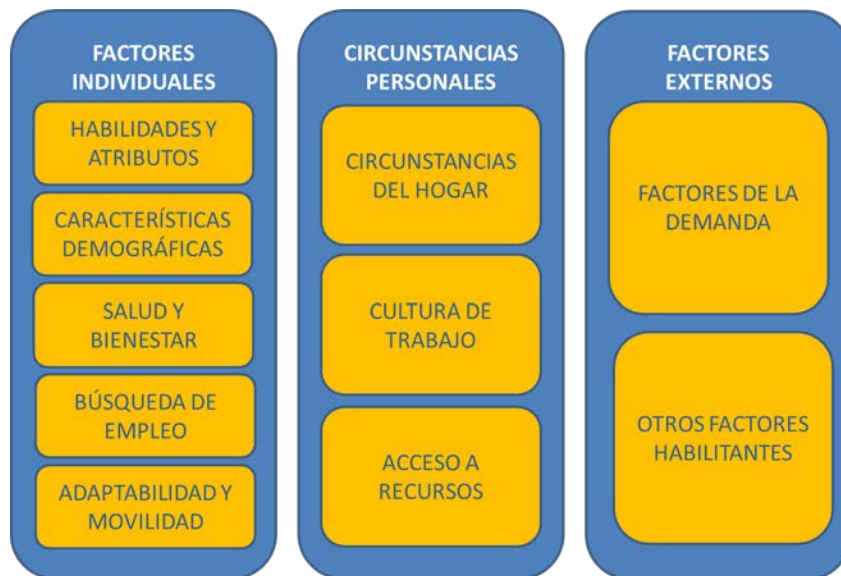 FACTORES
INDIVIDUALES
HABILIDADES Y
ATRIBUTOS
CARACTERÍSTICAS
DEMOGRÁFICAS
SALUD Y
BIENESTAR
BÚSQUEDA DE
EMPLEO
ADAPTABILIDAD Y
MOVILIDAD
CIRCUNSTANCIAS
PERSONALES
CIRCUNSTANCIAS
DEL HOGAR
CULTURA DE
TRABAJO
ACCESO A
RECURSOS
FACTORES
EXTERNOS
FACTORES DE LA
DEMANDA
OTROS FACTORES
HABILITANTES